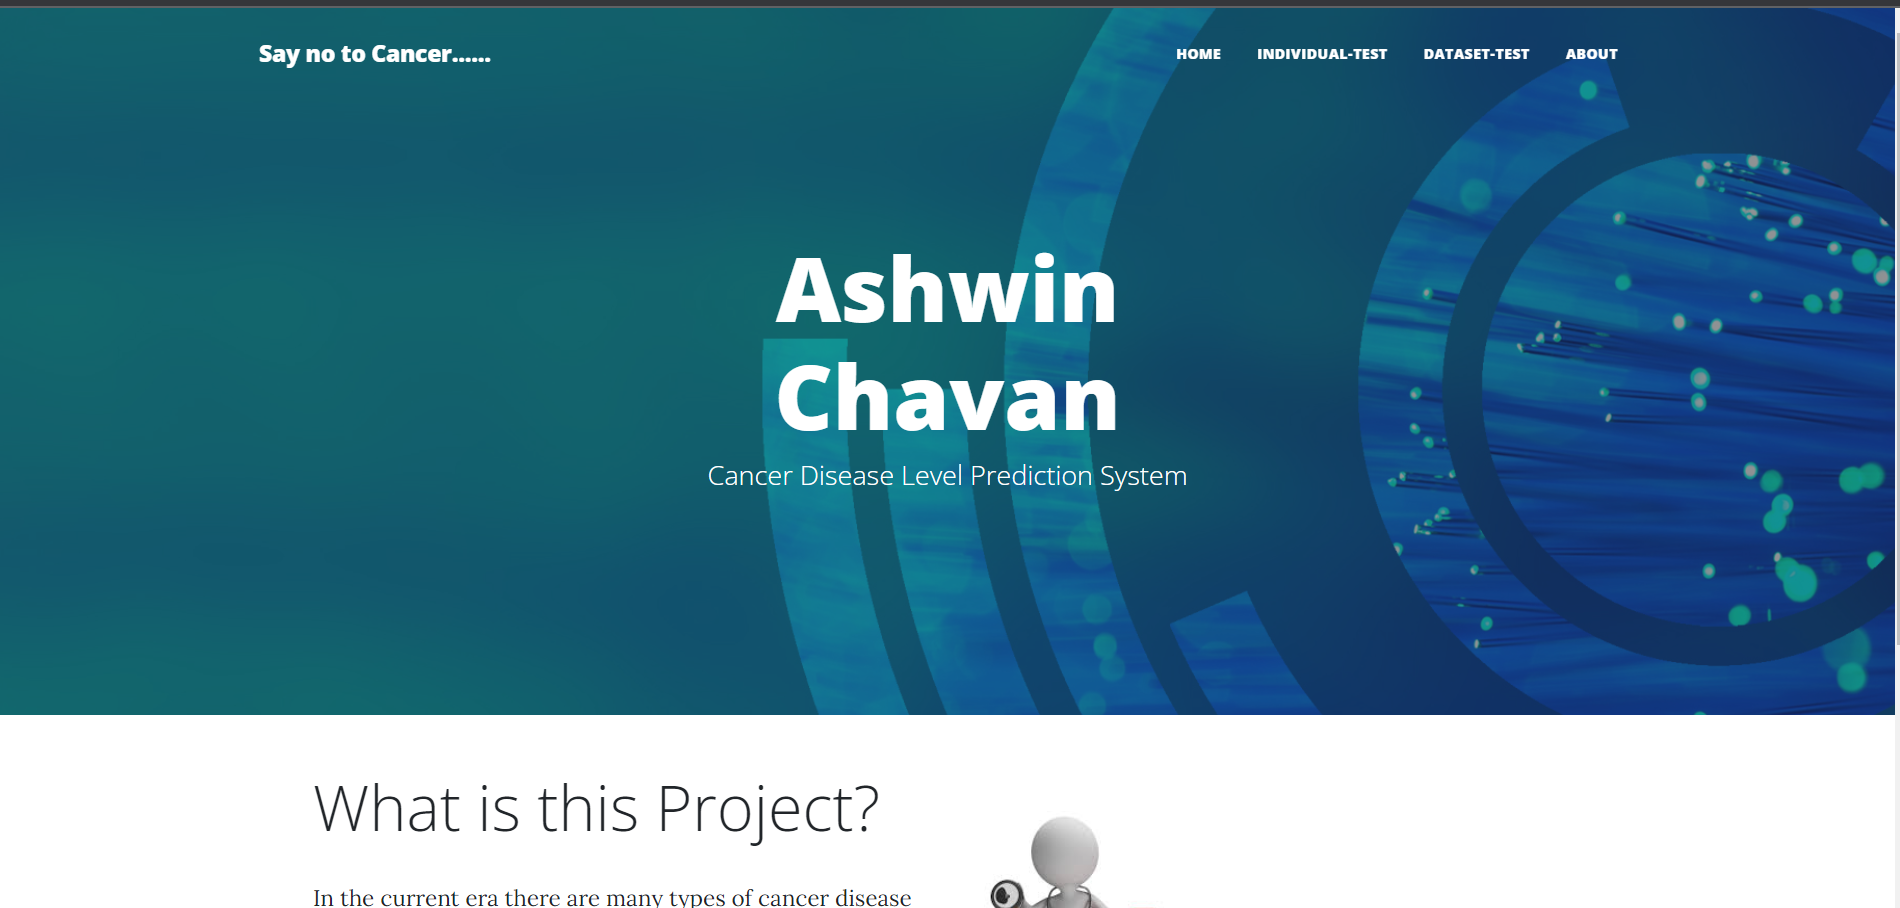 Say no to Cancer......
HOME INDIVIDUAL-TEST DATASET-TEST ABOUT
Ashwin
Chavan
Cancer Disease Level Prediction System
What is this Project?
In the current era there are many types of cancer disease